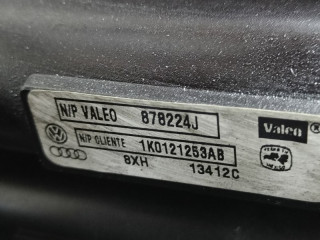 N/P VALEO 878224J
Valeo ®
N/P CLIENTE 1K0121253AB
8XH 13412C